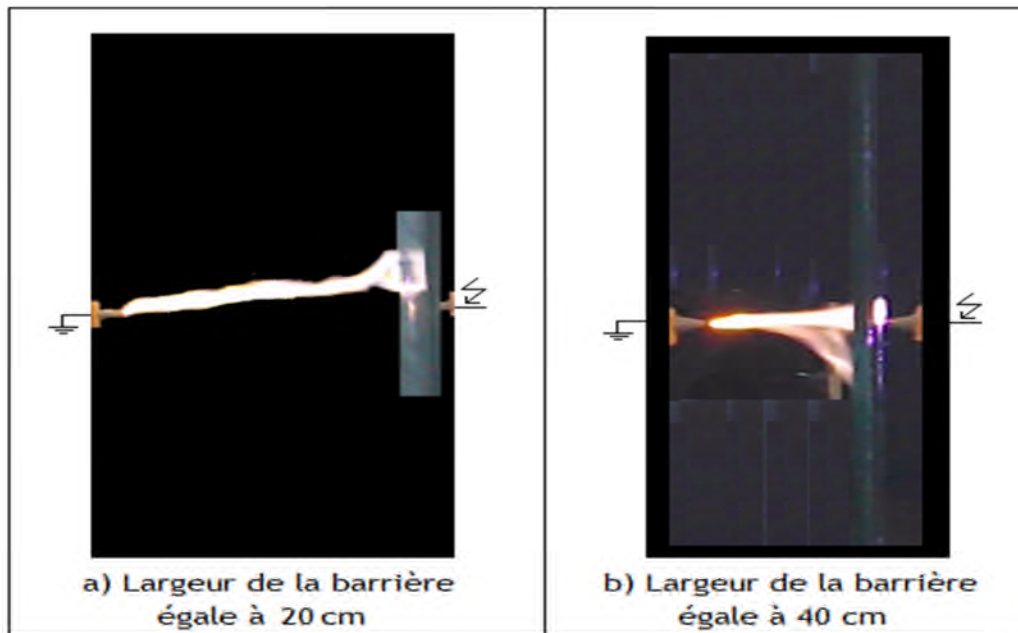 a) Largeur de la barrière
égale à 20 cm
b) Largeur de la barrière
égale à 40 cm